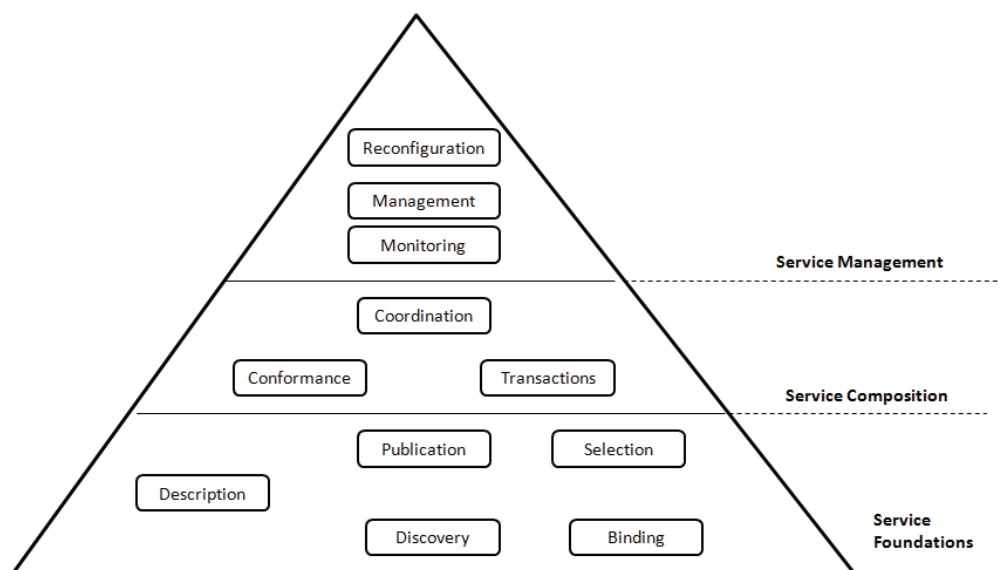 Reconfiguration
Management
Monitoring
Service Management
Coordination
Conformance
Transactions
Service Composition
Publication
Selection
Description
Discovery
Binding
Service
Foundations